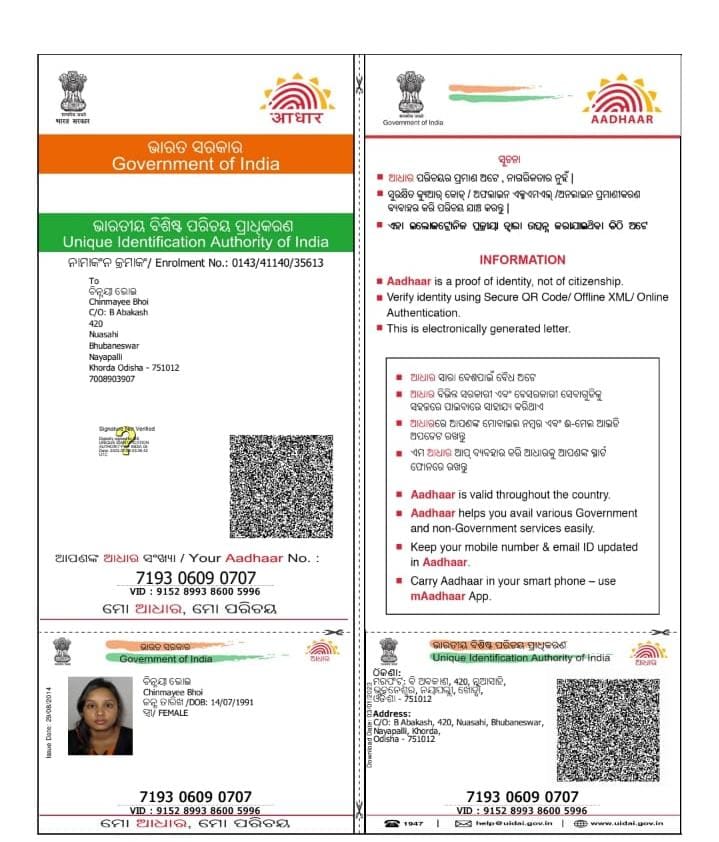 भारत सरकार
आधार
ଭାରତ ସରକାର
Government of India
ଭାରତୀୟ ବିଶିଷ୍ଟ ପରିଚୟ ପ୍ରାଧିକରଣ
Unique Identification Authority of India
ନାମାଙ୍କନ କ୍ରମାଙ୍କ/ Enrolment No.: 0143/41140/35613
To
ଚିନ୍ମୟୀ ଭୋଇ
Chinmayee Bhoi
C/O: B Abakash
420
Nuasahi
Bhubaneswar
Nayapalli
Khorda Odisha - 751012
7008903907
Signature Not Verified
ଆପଣଙ୍କ ଆଧାର ସଂଖ୍ୟା / Your Aadhaar No. :
7193 0609 0707
VID : 9152 8993 8600 5996
ମୋ ଆଧାର, ମୋ ପରିଚୟ
Government of India
AADHAAR
ସୂଚନା
ଆଧାର ପରିଚୟର ପ୍ରମାଣ ଅଟେ , ନାଗରିକତାର ନୁହଁ |
ସୁରକ୍ଷିତ କ୍ୟୁଆର୍ କୋଡ୍ / ଅଫଲାଇନ ଏକ୍ସଏମଏଲ୍ /ଅନଲାଇନ ପ୍ରମାଣୀକରଣ
ବ୍ୟବହାର କରି ପରିଚୟ ଯାଞ୍ଚ କରନ୍ତୁ |
ଏହା ଇଲେକଟ୍ରୋନିକ ପ୍ରକ୍ରୀୟା ଦ୍ୱାରା ଉତ୍ପନ୍ନ କରାଯାଇଥିବା ଚିଠି ଅଟେ
INFORMATION
Aadhaar is a proof of identity, not of citizenship.
Verify identity using Secure QR Code/ Offline XML/ Online
Authentication.
This is electronically generated letter.
ଆଧାର ସାରା ଦେଶପାଇଁ ବୈଧ ଅଟେ
ଆଧାର ବିଭିନ୍ନ ସରକାରୀ ଏବଂ ବେସରକାରୀ ସେବାଗୁଡିକୁ
ସହଜରେ ପାଇବାରେ ସାହାଯ୍ୟ କରିଥାଏ
ଆଧାରରେ ଆପଣଙ୍କ ମୋବାଇଲ ନମ୍ବର ଏବଂ ଈ-ମେଲ ଆଇଡି
ଅପଡେଟ ରଖନ୍ତୁ
ଏମ ଆଧାର ଆପ୍ ବ୍ୟବହାର କରି ଆଧାରକୁ ଆପଣଙ୍କ ସ୍ମାର୍ଟ
ଫୋନରେ ରଖନ୍ତୁ
Aadhaar is valid throughout the country.
Aadhaar helps you avail various Government
and non-Government services easily.
Keep your mobile number & email ID updated
in Aadhaar.
Carry Aadhaar in your smart phone – use
mAadhaar App.
ଭାରତ ସରକାର
Government of India
ଆଧାର
Issue Date: 29/08/2014
ଚିନ୍ମୟୀ ଭୋଇ
Chinmayee Bhoi
ଜନ୍ମ ତାରିଖ /DOB: 14/07/1991
ସ୍ତ୍ରୀ/ FEMALE
7193 0609 0707
VID : 9152 8993 8600 5996
ମୋ ଆଧାର, ମୋ ପରିଚୟ
ଭାରତୀୟ ବିଶିଷ୍ଟ ପରିଚୟ ପ୍ରାଧିକରଣ
Unique Identification Authority of India
ଆଧାର
ଠିକଣା:
ମାରଫତ: ବି ଅବକାଶ, 420, ନୂଆସାହି,
ଭୁବନେଶ୍ୱର, ନୟାପଲ୍ଲୀ, ଖୋର୍ଦ୍ଧା,
ଓଡିଶା - 751012
Address:
C/O: B Abakash, 420, Nuasahi, Bhubaneswar,
Nayapalli, Khorda,
Odisha - 751012
7193 0609 0707
VID : 9152 8993 8600 5996
1947 | help@uidai.gov.in | www.uidai.gov.in